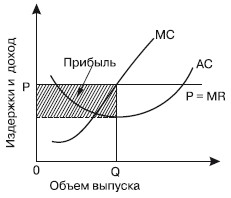 MC
AC
Прибыль
P
P = MR
Издержки и доход
0
Q
Объем выпуска